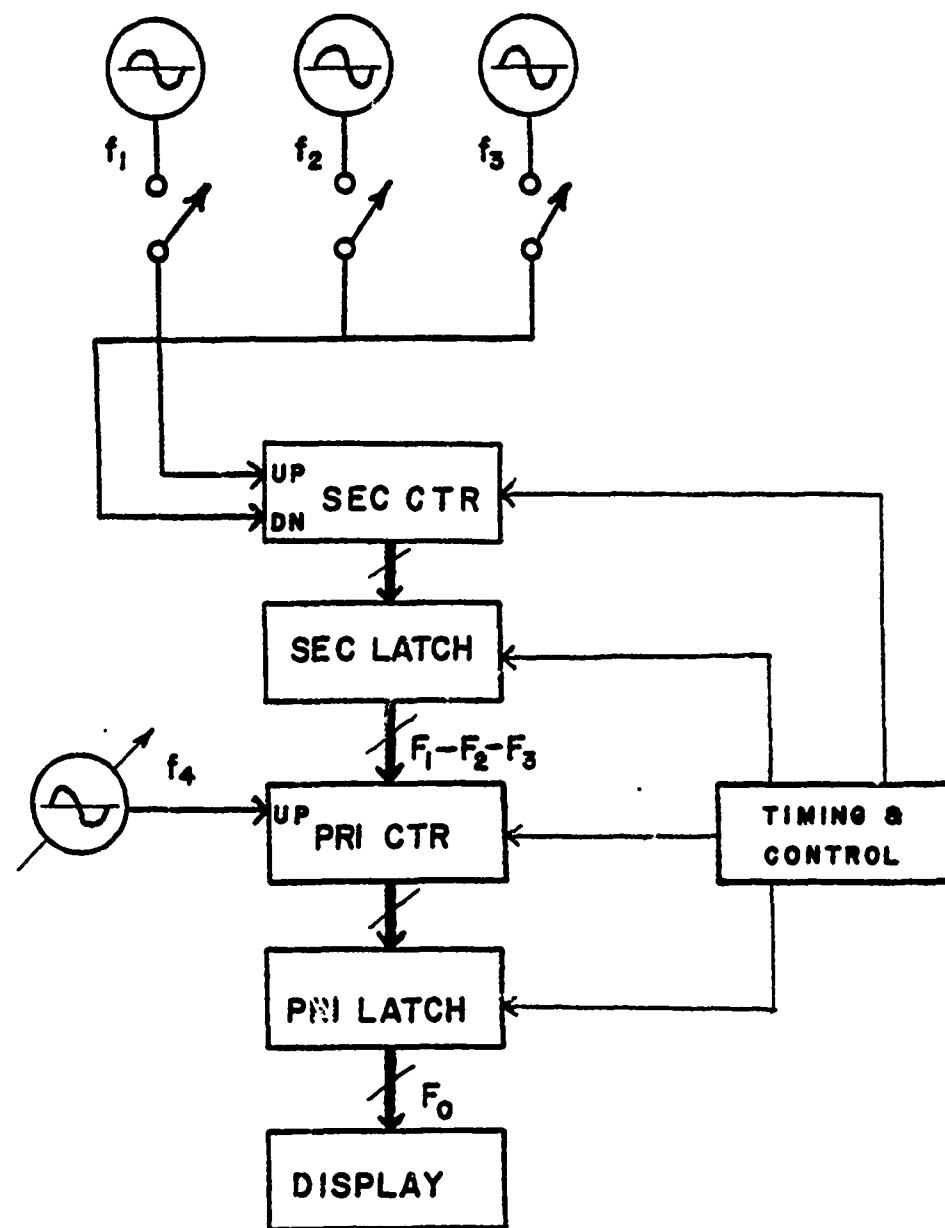 f₁
f₂
f₃
UP
DN
SEC CTR
SEC LATCH
F₁-F₂-F₃
f₄
UP
PRI CTR
TIMING &
CONTROL
PRI LATCH
F₀
DISPLAY